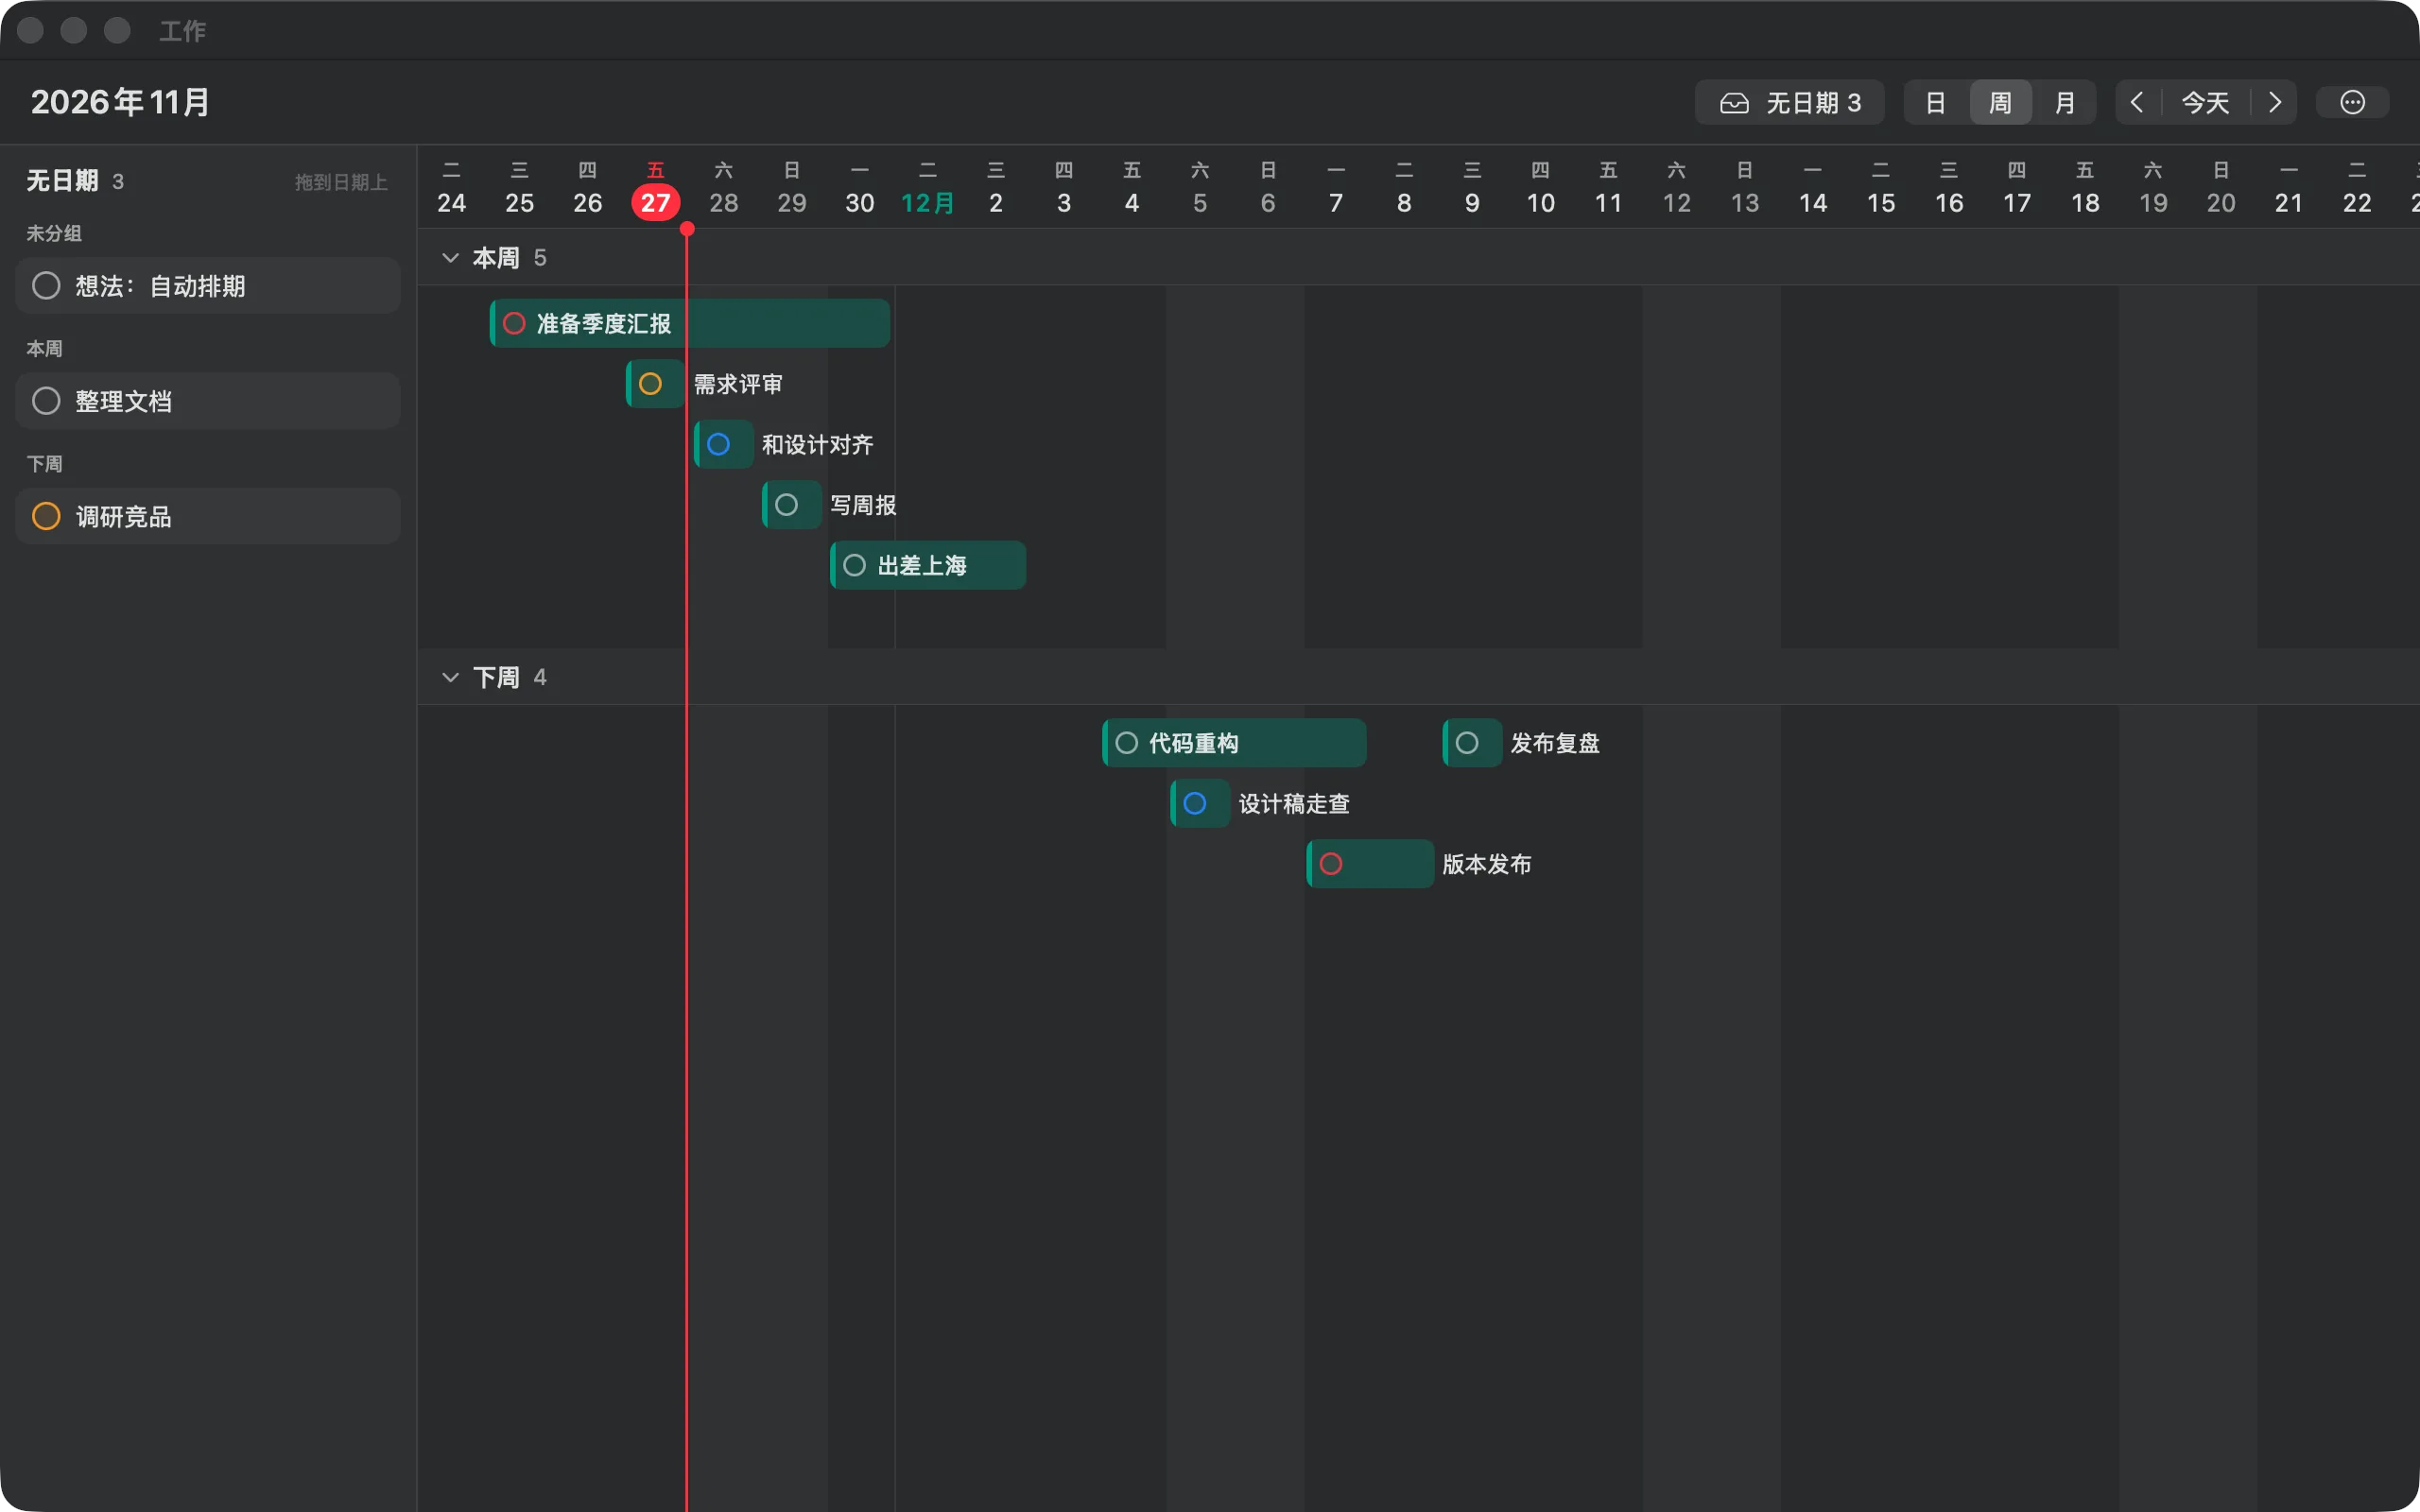 工作
2026年11月
无日期 3
日 周 月
今天
无日期 3 拖到日期上
未分组
想法：自动排期
本周
整理文档
下周
调研竞品
二 三 四 五 六 日 一 二 三 四 五 六 日 一 二 三 四 五 六 日 一 二 三 四 五 六 日 一 二
24 25 26 27 28 29 30 12月 2 3 4 5 6 7 8 9 10 11 12 13 14 15 16 17 18 19 20 21 22
本周 5
准备季度汇报
需求评审
和设计对齐
写周报
出差上海
下周 4
代码重构 发布复盘
设计稿走查
版本发布